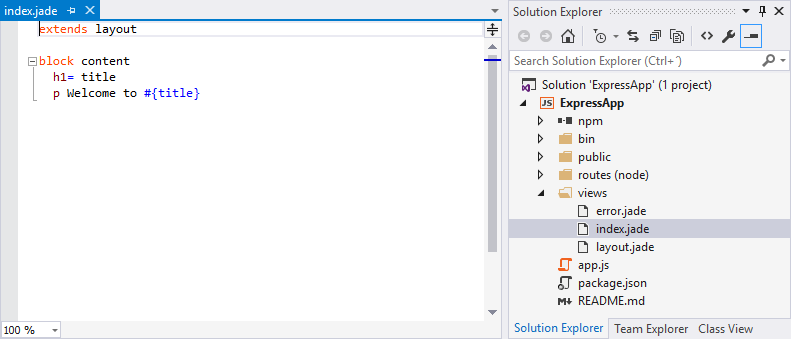 index.jade
extends layout
block content
h1= title
p Welcome to #{title}
100 %
Solution Explorer
Search Solution Explorer (Ctrl+´)
Solution 'ExpressApp' (1 project)
JS ExpressApp
npm
bin
public
routes (node)
views
error.jade
index.jade
layout.jade
app.js
package.json
M README.md
Solution Explorer Team Explorer Class View